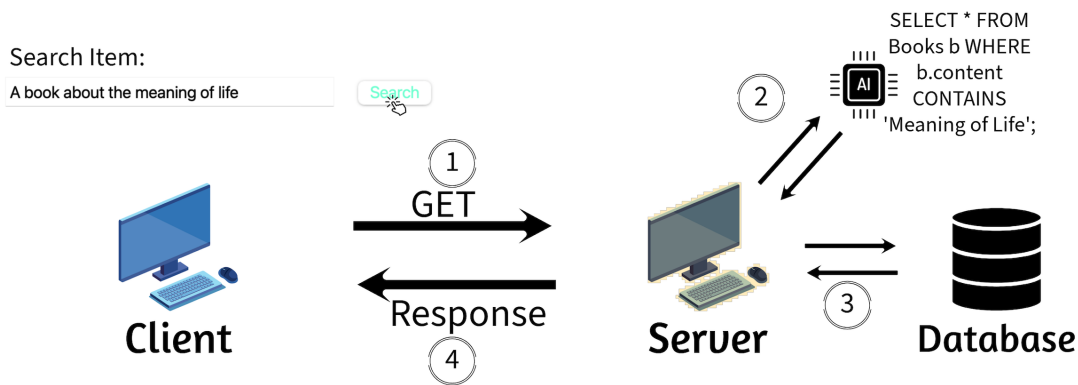 Search Item:
A book about the meaning of life
Search
1
GET
Response
4
Client
Server
2
AI
SELECT * FROM
Books b WHERE
b.content
CONTAINS
'Meaning of Life';
3
Database